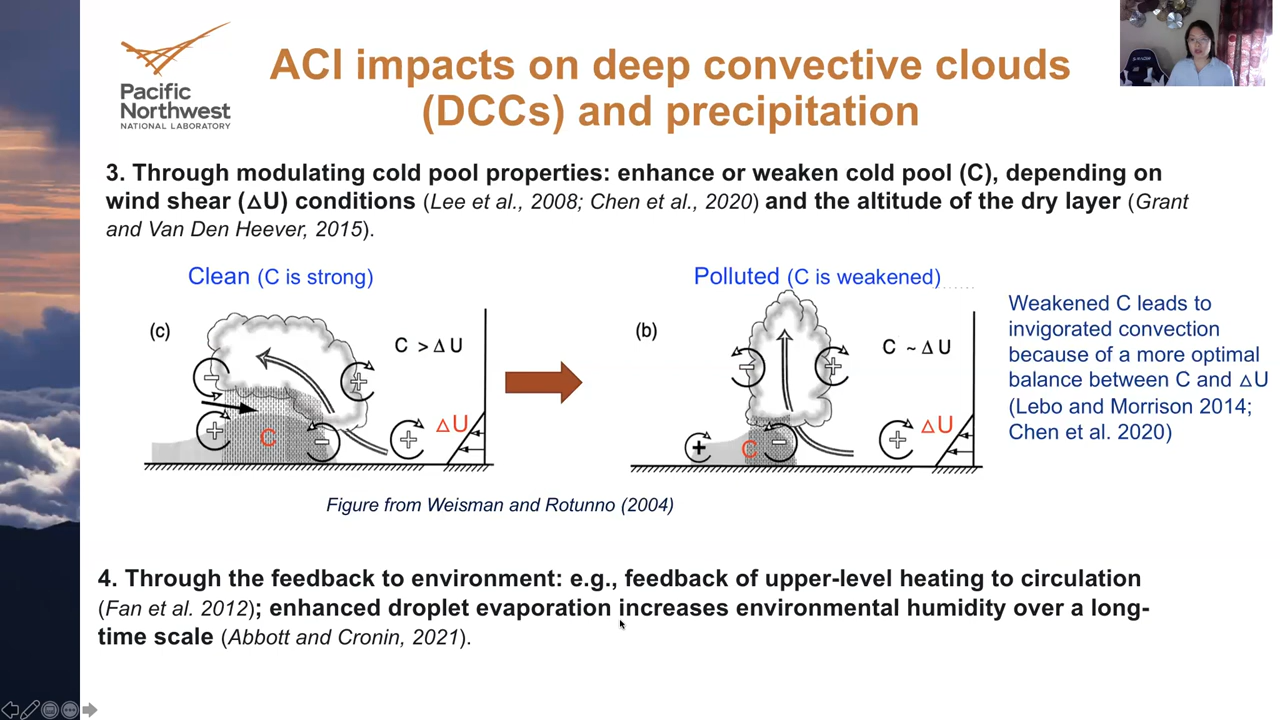 Pacific
Northwest
NATIONAL LABORATORY
ACI impacts on deep convective clouds
(DCCs) and precipitation
3. Through modulating cold pool properties: enhance or weaken cold pool (C), depending on
wind shear (△U) conditions (Lee et al., 2008; Chen et al., 2020) and the altitude of the dry layer (Grant
and Van Den Heever, 2015).
Clean (C is strong)
(c)
C > Δ U
C
ΔU
Polluted (C is weakened)
(b)
C ~ Δ U
C
ΔU
Weakened C leads to
invigorated convection
because of a more optimal
balance between C and △U
(Lebo and Morrison 2014;
Chen et al. 2020)
Figure from Weisman and Rotunno (2004)
4. Through the feedback to environment: e.g., feedback of upper-level heating to circulation
(Fan et al. 2012); enhanced droplet evaporation increases environmental humidity over a long-
time scale (Abbott and Cronin, 2021).